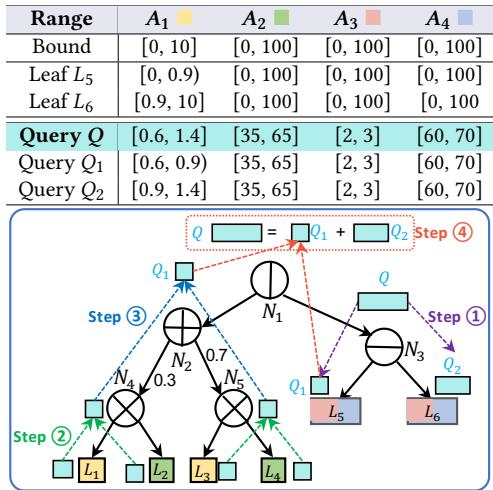 Range A₁ A₂ A₃ A₄
Bound [0, 10] [0, 100] [0, 100] [0, 100]
Leaf L₅ [0, 0.9) [0, 100] [0, 100] [0, 100]
Leaf L₆ [0.9, 10] [0, 100] [0, 100] [0, 100
Query Q [0.6, 1.4] [35, 65] [2, 3] [60, 70]
Query Q₁ [0.6, 0.9) [35, 65] [2, 3] [60, 70]
Query Q₂ [0.9, 1.4] [35, 65] [2, 3] [60, 70]
Q = Q₁ + Q₂ Step ④
Q₁ Q
Step ③ N₁ Step ①
N₂ 0.7 N₃ Q₂
N₄ 0.3 N₅ Q₁
L₅ L₆
Step ②
L₁ L₂ L₃ L₄